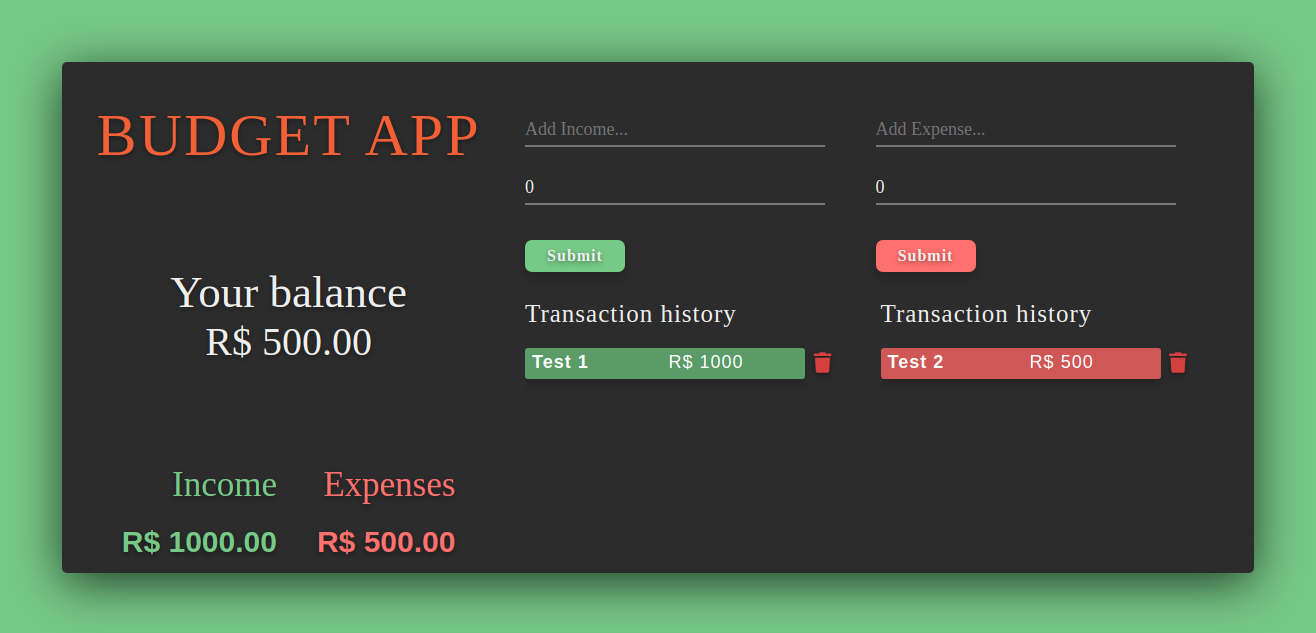 BUDGET APP
Your balance
R$ 500.00
Income Expenses
R$ 1000.00 R$ 500.00
Add Income...
0
Submit
Transaction history
Test 1 R$ 1000
Add Expense...
0
Submit
Transaction history
Test 2 R$ 500